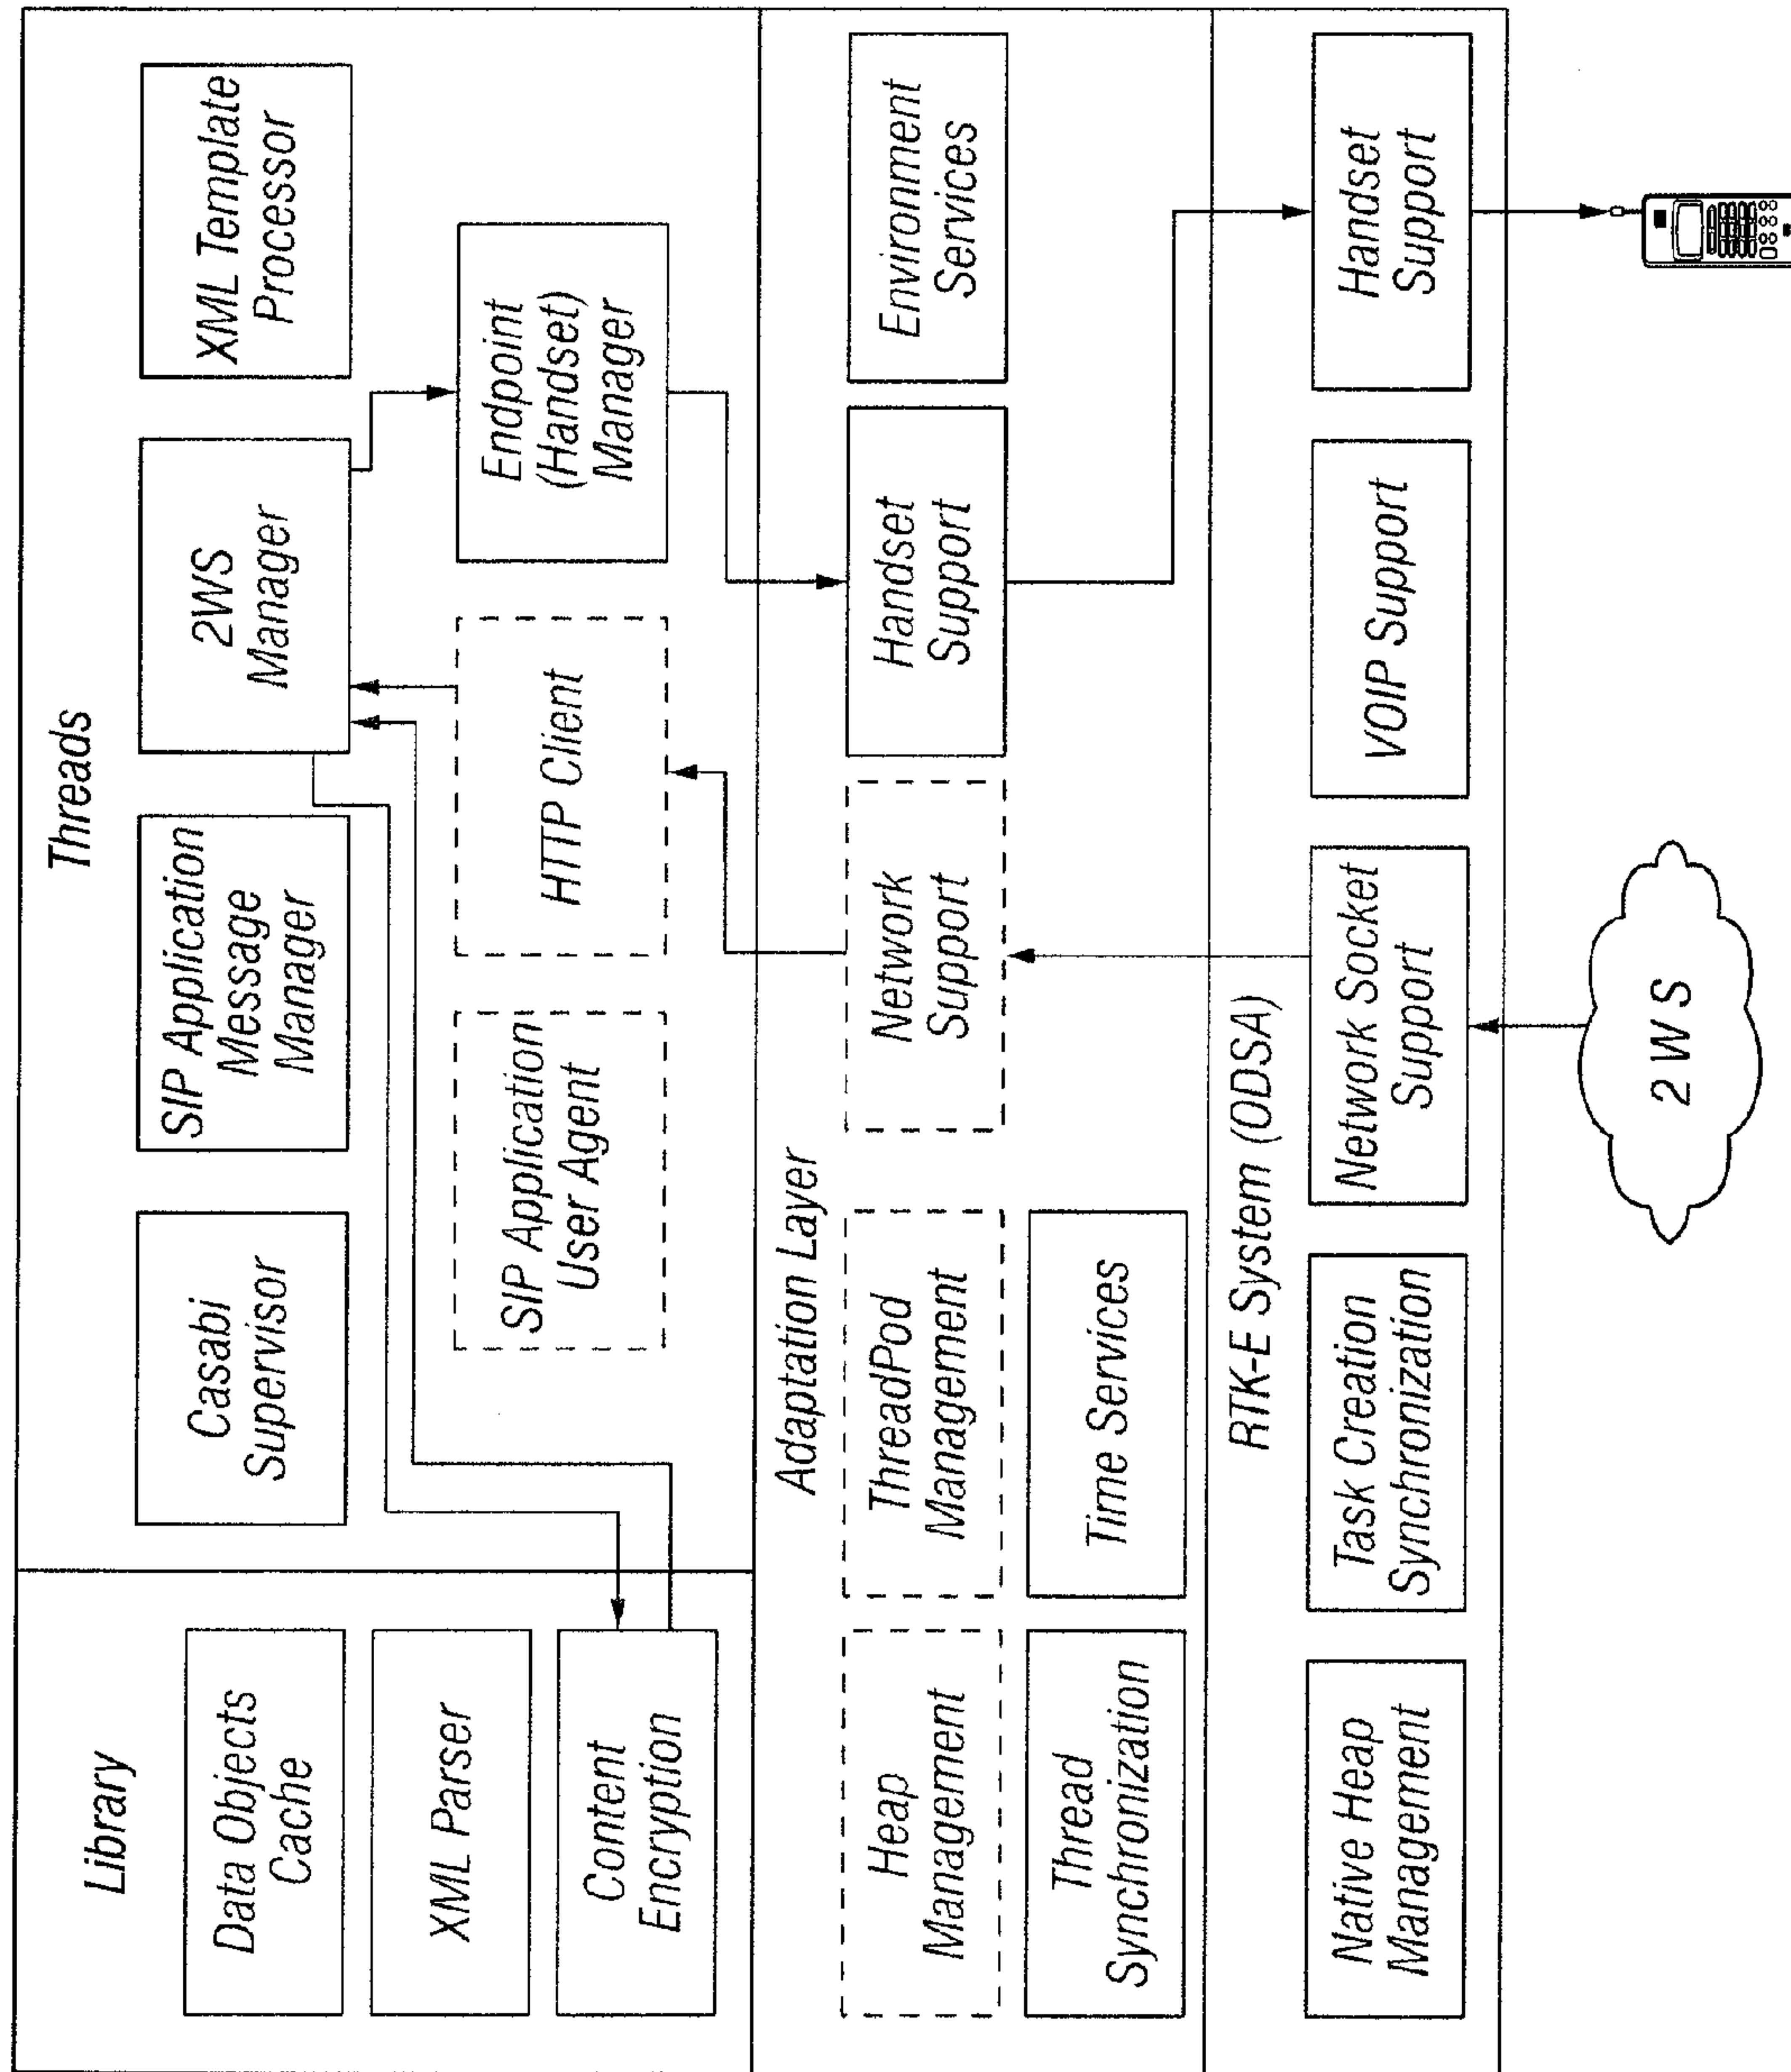 Library
Data Objects
Cache
XML Parser
Content
Encryption
Threads
Casabi
Supervisor
SIP Application
Message
Manager
2WS
Manager
XML Template
Processor
SIP Application
User Agent
HTTP Client
Endpoint
(Handset)
Manager
Adaptation Layer
Heap
Management
ThreadPod
Management
Network
Support
Handset
Support
Environment
Services
Thread
Synchronization
Time Services
RTK-E System (ODSA)
Native Heap
Management
Task Creation
Synchronization
Network Socket
Support
VOIP Support
Handset
Support
2 W S